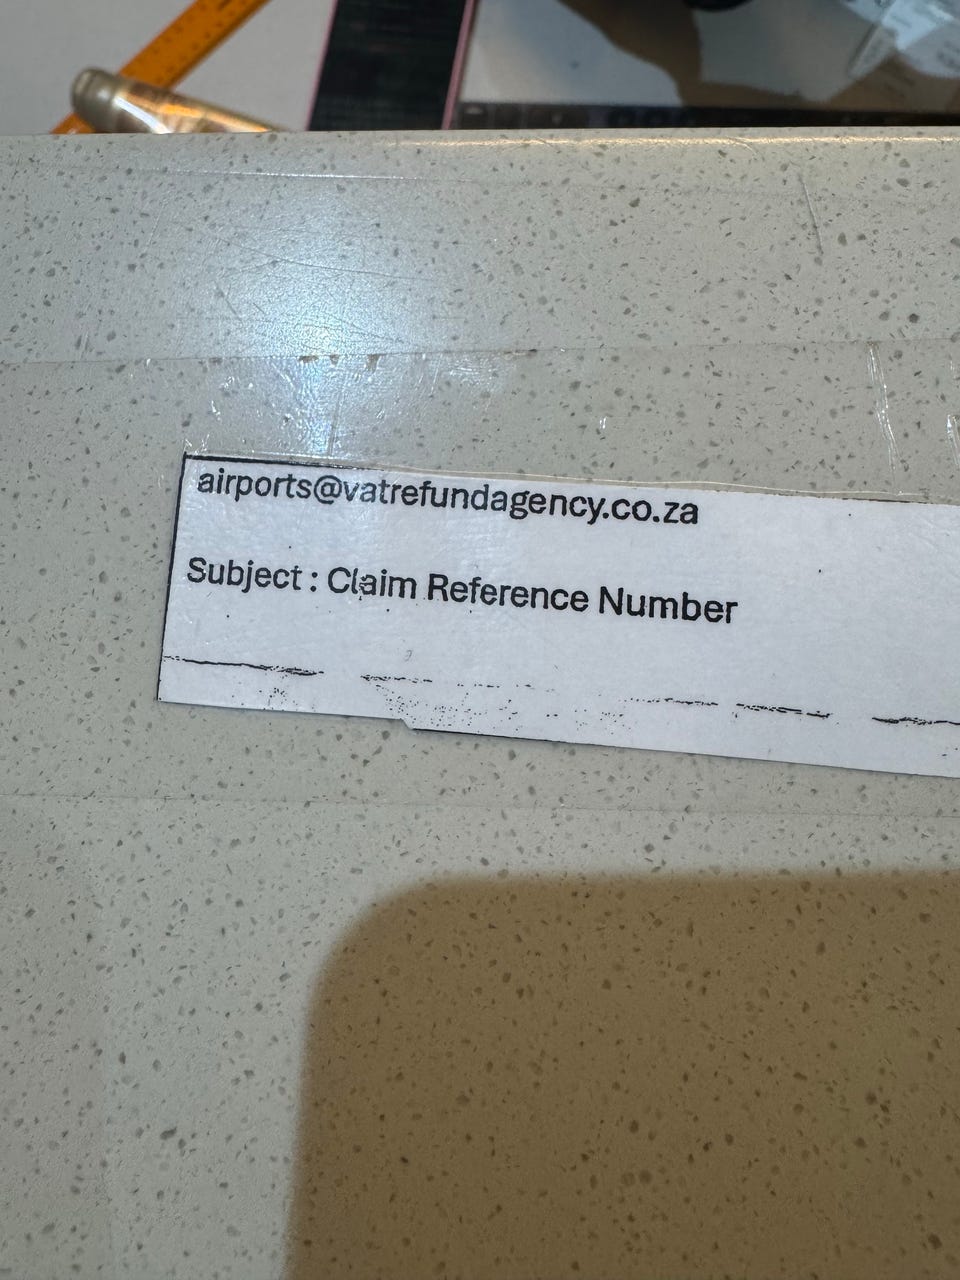 airports@vatrefundagency.co.za
Subject : Claim Reference Number